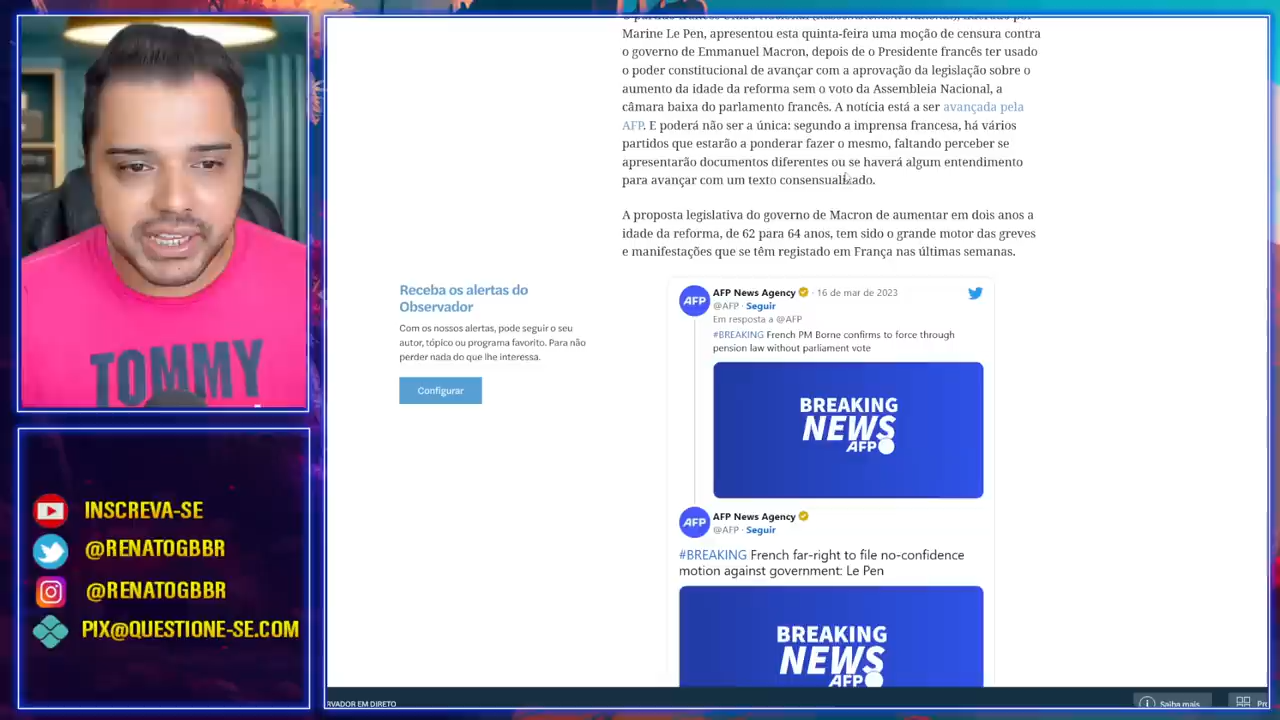 Marine Le Pen, apresentou esta quinta-feira uma moção de censura contra
o governo de Emmanuel Macron, depois de o Presidente francês ter usado
o poder constitucional de avançar com a aprovação da legislação sobre o
aumento da idade da reforma sem o voto da Assembleia Nacional, a
câmara baixa do parlamento francês. A notícia está a ser avançada pela
AFP. E poderá não ser a única: segundo a imprensa francesa, há vários
partidos que estarão a ponderar fazer o mesmo, faltando perceber se
apresentarão documentos diferentes ou se haverá algum entendimento
para avançar com um texto consensualizado.
A proposta legislativa do governo de Macron de aumentar em dois anos a
idade da reforma, de 62 para 64 anos, tem sido o grande motor das greves
e manifestações que se têm registado em França nas últimas semanas.
Receba os alertas do
Observador
Com os nossos alertas, pode seguir o seu
autor, tópico ou programa favorito. Para não
perder nada do que lhe interessa.
Configurar
AFP
AFP News Agency · 16 de mar de 2023
@AFP · Seguir
Em resposta a @AFP
#BREAKING French PM Borne confirms to force through
pension law without parliament vote
BREAKING
NEWS
AFP
AFP
AFP News Agency
@AFP · Seguir
#BREAKING French far-right to file no-confidence
motion against government: Le Pen
BREAKING
NEWS
AFP
TOMMY
INSCREVA-SE
@RENATOGBBR
@RENATOGBBR
PIX@QUESTIONE-SE.COM
RVADOR EM DIRETO
Saiba mais